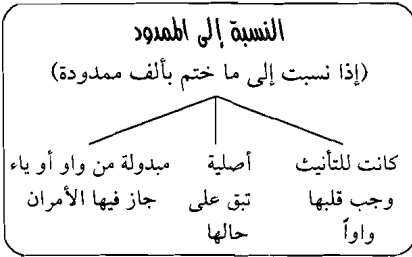 النسبة إلى الممدود
(إذا نسبت إلى ما ختم بألف ممدودة)
كانت للتأنيث أصلية مبدولة من واو أو ياء
وجب قلبها تبق على جاز فيها الأمران
واواً حالها